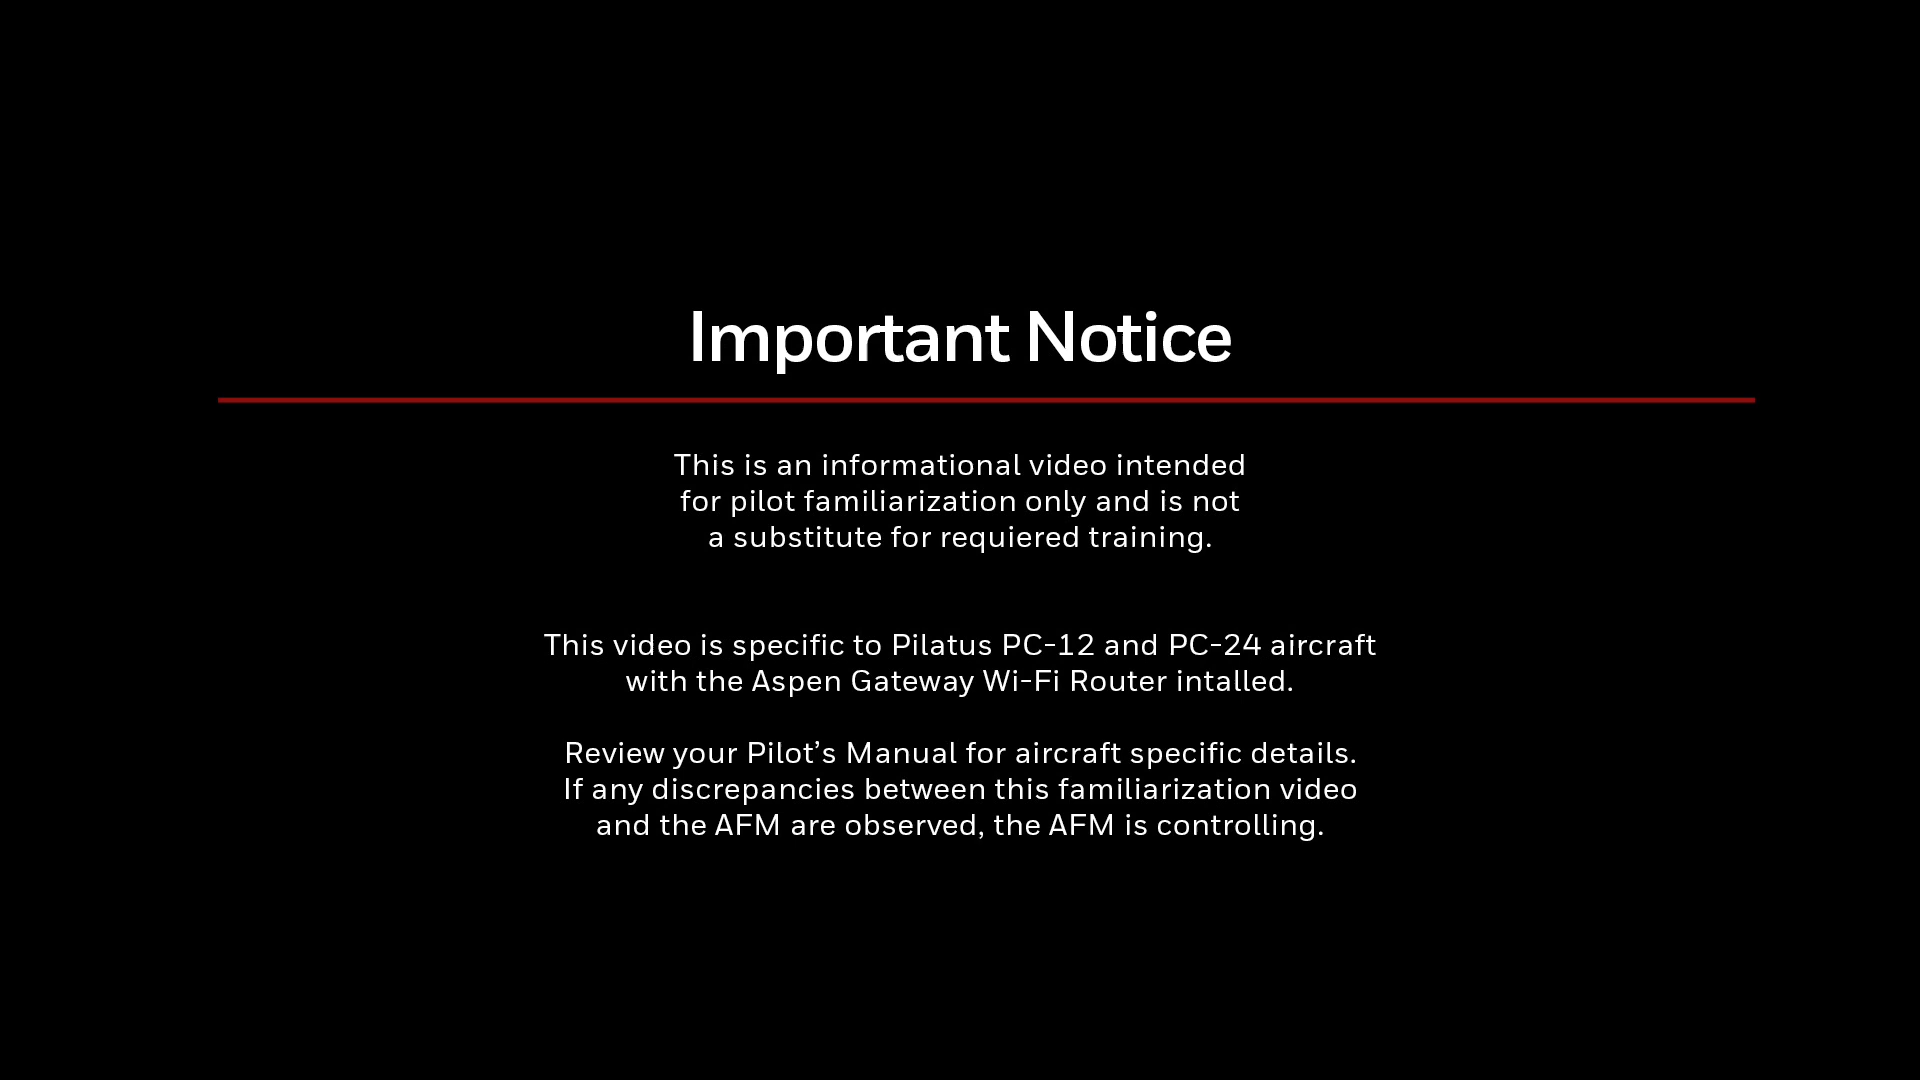 Important Notice
This is an informational video intended
for pilot familiarization only and is not
a substitute for requiered training.
This video is specific to Pilatus PC-12 and PC-24 aircraft
with the Aspen Gateway Wi-Fi Router intalled.
Review your Pilot’s Manual for aircraft specific details.
If any discrepancies between this familiarization video
and the AFM are observed, the AFM is controlling.